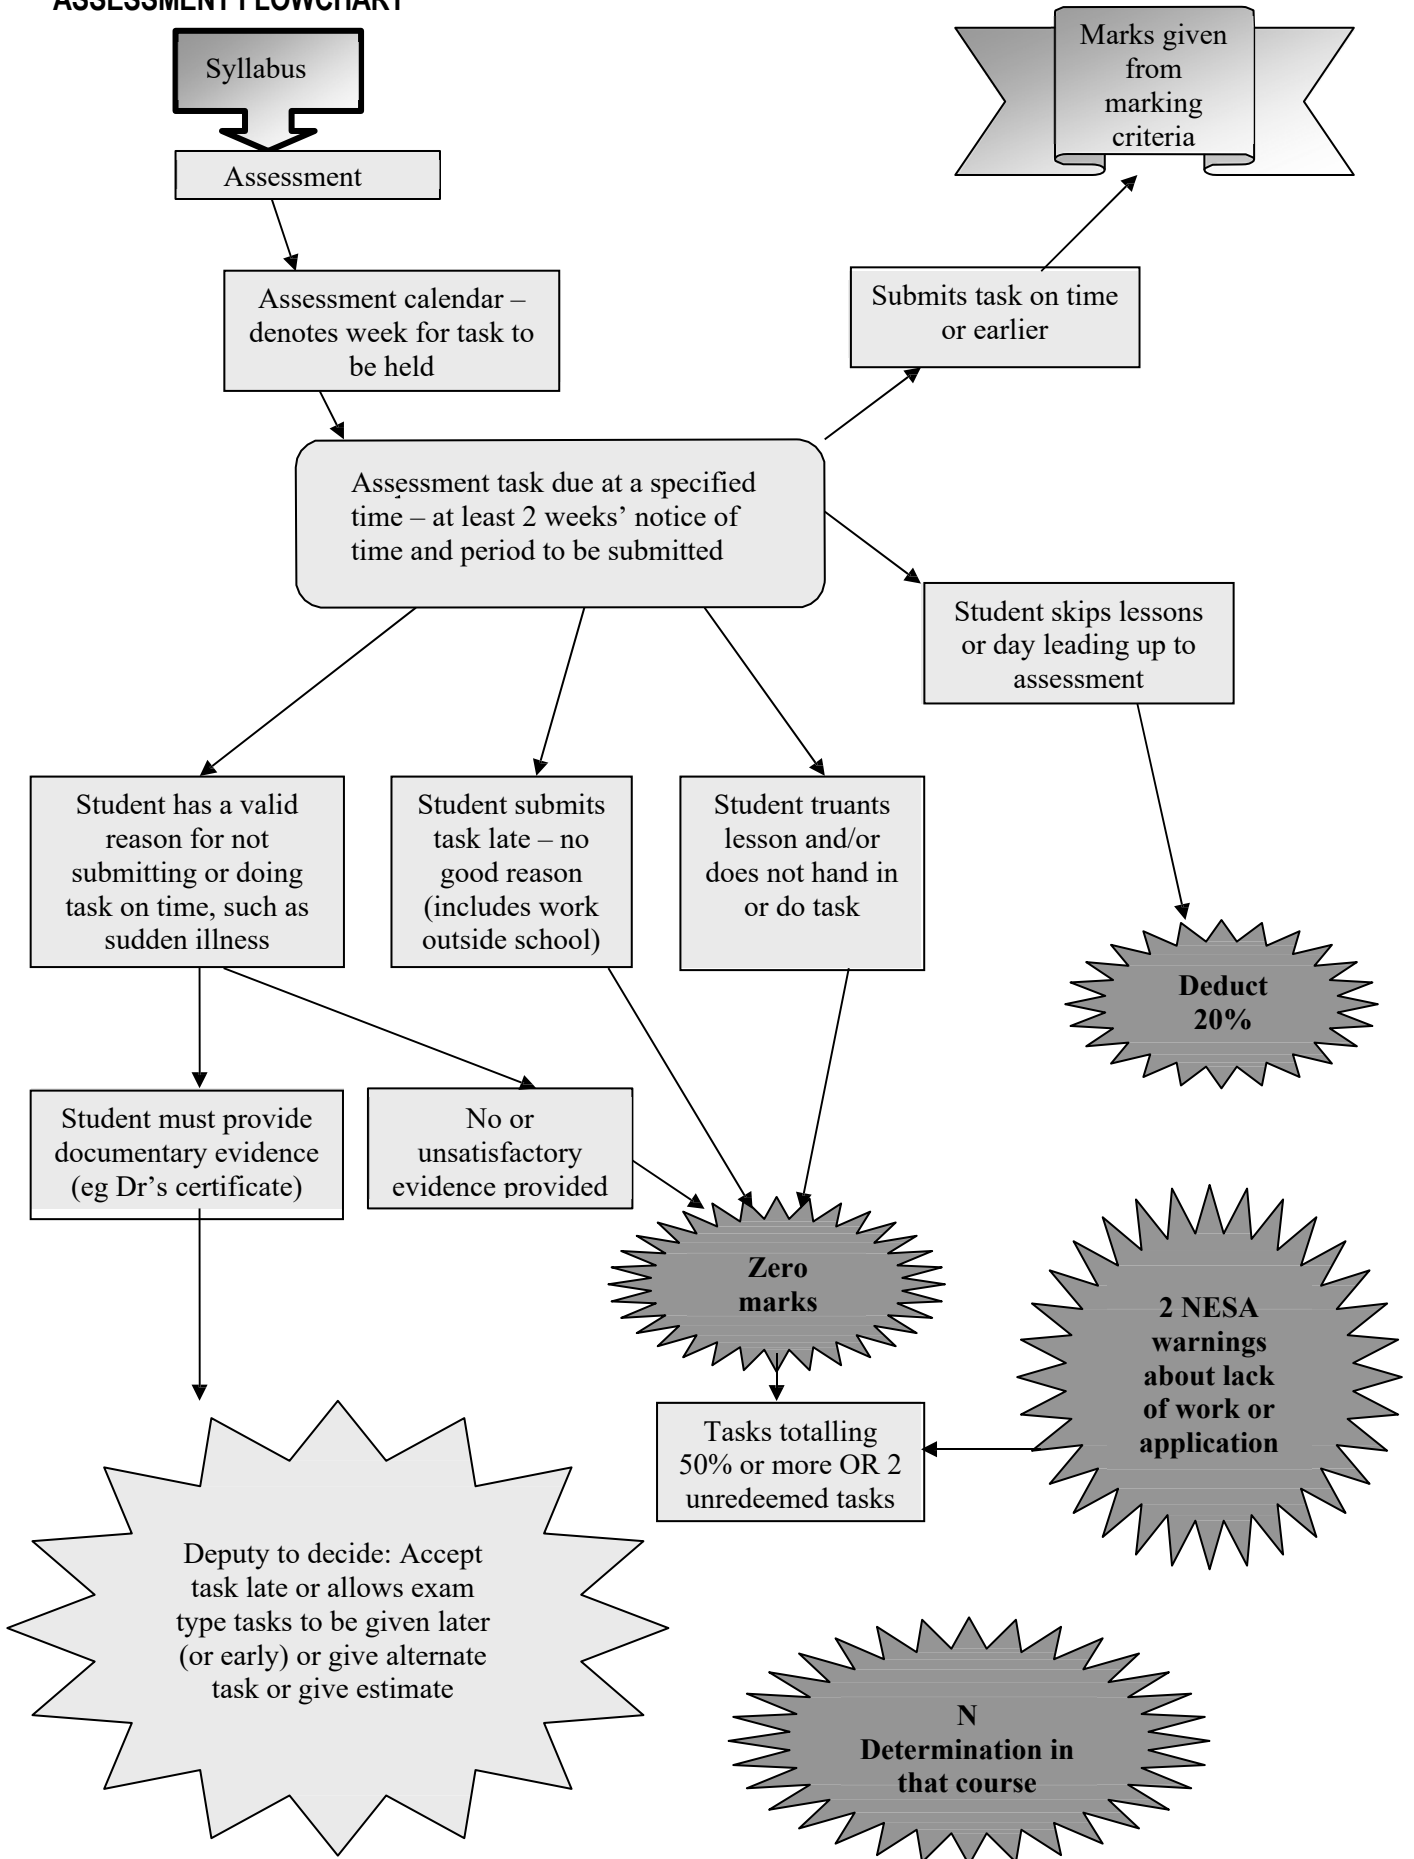 ASSESSMENT FLOWCHART
Syllabus
Marks given
from
marking
criteria
Assessment
Assessment calendar –
denotes week for task to
be held
Submits task on time
or earlier
Assessment task due at a specified
time – at least 2 weeks’ notice of
time and period to be submitted
Student skips lessons
or day leading up to
assessment
Student has a valid
reason for not
submitting or doing
task on time, such as
sudden illness
Student submits
task late – no
good reason
(includes work
outside school)
Student truants
lesson and/or
does not hand in
or do task
Deduct
20%
Student must provide
documentary evidence
(eg Dr’s certificate)
No or
unsatisfactory
evidence provided
Zero
marks
2 NESA
warnings
about lack
of work or
application
Tasks totalling
50% or more OR 2
unredeemed tasks
Deputy to decide: Accept
task late or allows exam
type tasks to be given later
(or early) or give alternate
task or give estimate
N
Determination in
that course